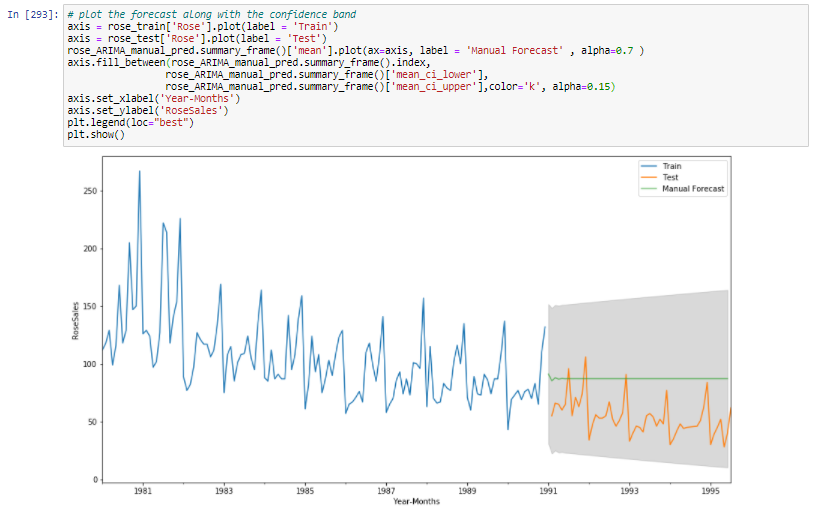 In [293]: # plot the forecast along with the confidence band
axis = rose_train['Rose'].plot(label = 'Train')
axis = rose_test['Rose'].plot(label = 'Test')
rose_ARIMA_manual_pred.summary_frame()['mean'].plot(ax=axis, label = 'Manual Forecast' , alpha=0.7 )
axis.fill_between(rose_ARIMA_manual_pred.summary_frame().index,
rose_ARIMA_manual_pred.summary_frame()['mean_ci_lower'],
rose_ARIMA_manual_pred.summary_frame()['mean_ci_upper'],color='k', alpha=0.15)
axis.set_xlabel('Year-Months')
axis.set_ylabel('RoseSales')
plt.legend(loc="best")
plt.show()
Train
Test
Manual Forecast
250
200
150
100
50
0
RoseSales
1981 1983 1985 1987 1989 1991 1993 1995
Year-Months